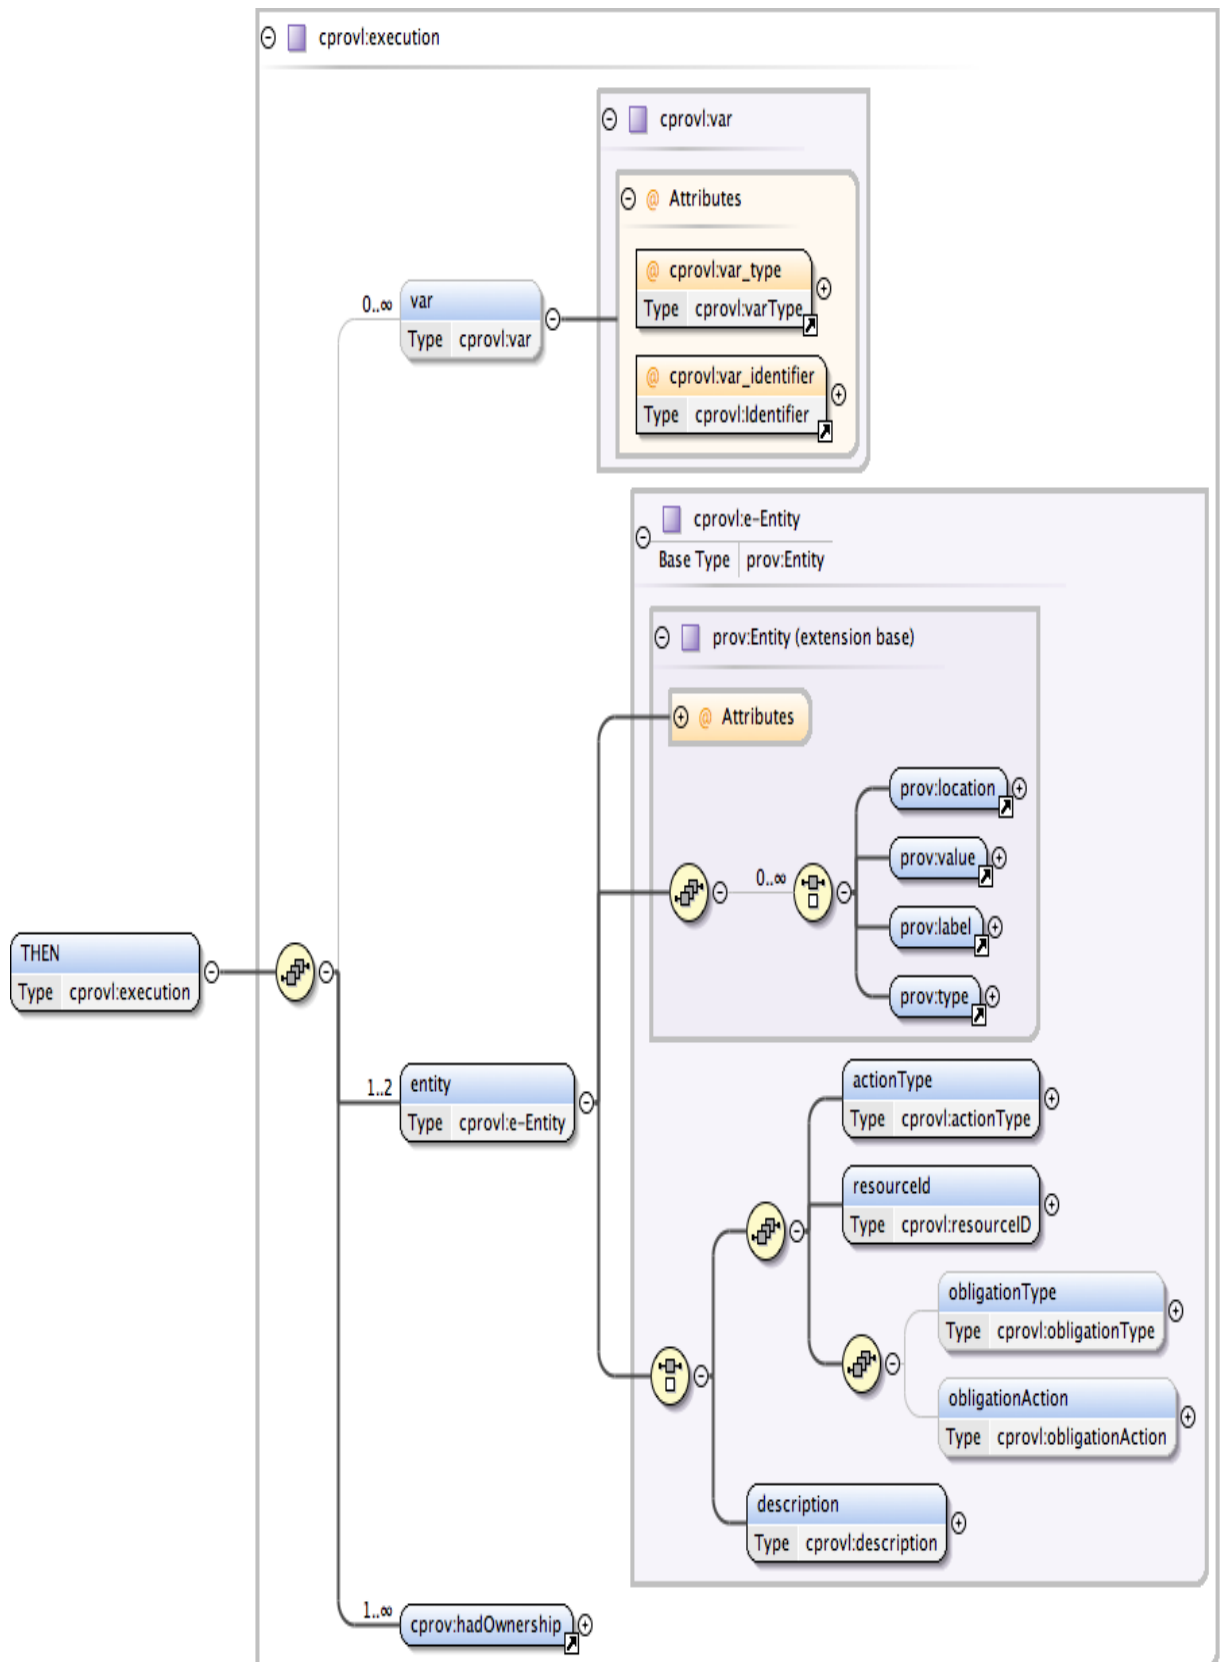 cprovl:execution
cprovl:var
@ Attributes
@ cprovl:var_type
Type cprovl:varType
0..∞
var
Type cprovl:var
@ cprovl:var_identifier
Type cprovl:Identifier
cprovl:e-Entity
Base Type prov:Entity
prov:Entity (extension base)
@ Attributes
prov:location
prov:value
0..∞
prov:label
prov:type
THEN
Type cprovl:execution
1..2
entity
Type cprovl:e-Entity
actionType
Type cprovl:actionType
resourceId
Type cprovl:resourceID
obligationType
Type cprovl:obligationType
obligationAction
Type cprovl:obligationAction
description
Type cprovl:description
1..∞
cprov:hadOwnership